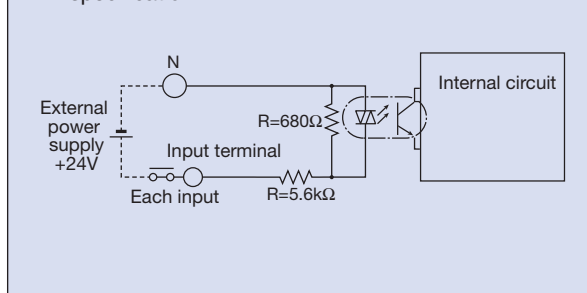 N
Internal circuit
External
power
supply
+24V
R=680Ω
Input terminal
Each input
R=5.6kΩ